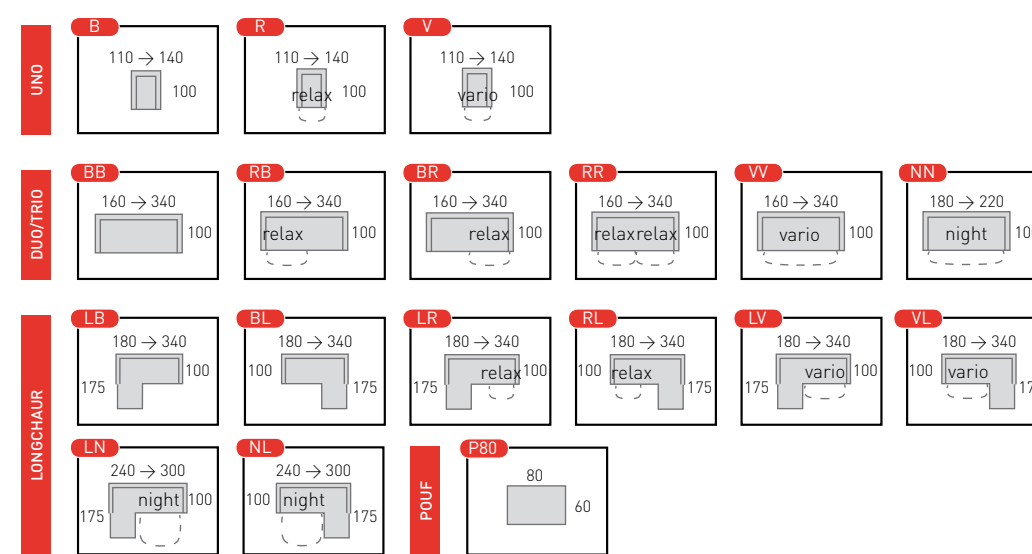 UNO
B
110 → 140
100
R
110 → 140
relax
100
V
110 → 140
vario
100
DUO/TRIO
BB
160 → 340
100
RB
160 → 340
relax
100
BR
160 → 340
relax
100
RR
160 → 340
relax relax
100
VV
160 → 340
vario
100
NN
180 → 220
night
LONGCHAUR
LB
180 → 340
100
175
BL
180 → 340
100
175
LR
180 → 340
relax
100
175
RL
180 → 340
100
relax
175
LV
180 → 340
vario
100
175
VL
180 → 340
100
vario
LN
240 → 300
night
100
175
NL
240 → 300
100
night
175
POUF
P80
80
60